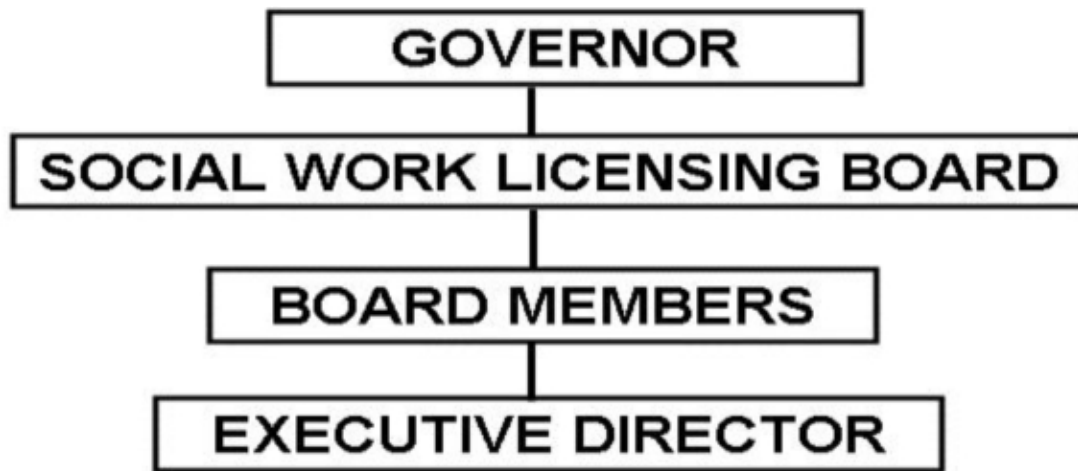 GOVERNOR
SOCIAL WORK LICENSING BOARD
BOARD MEMBERS
EXECUTIVE DIRECTOR